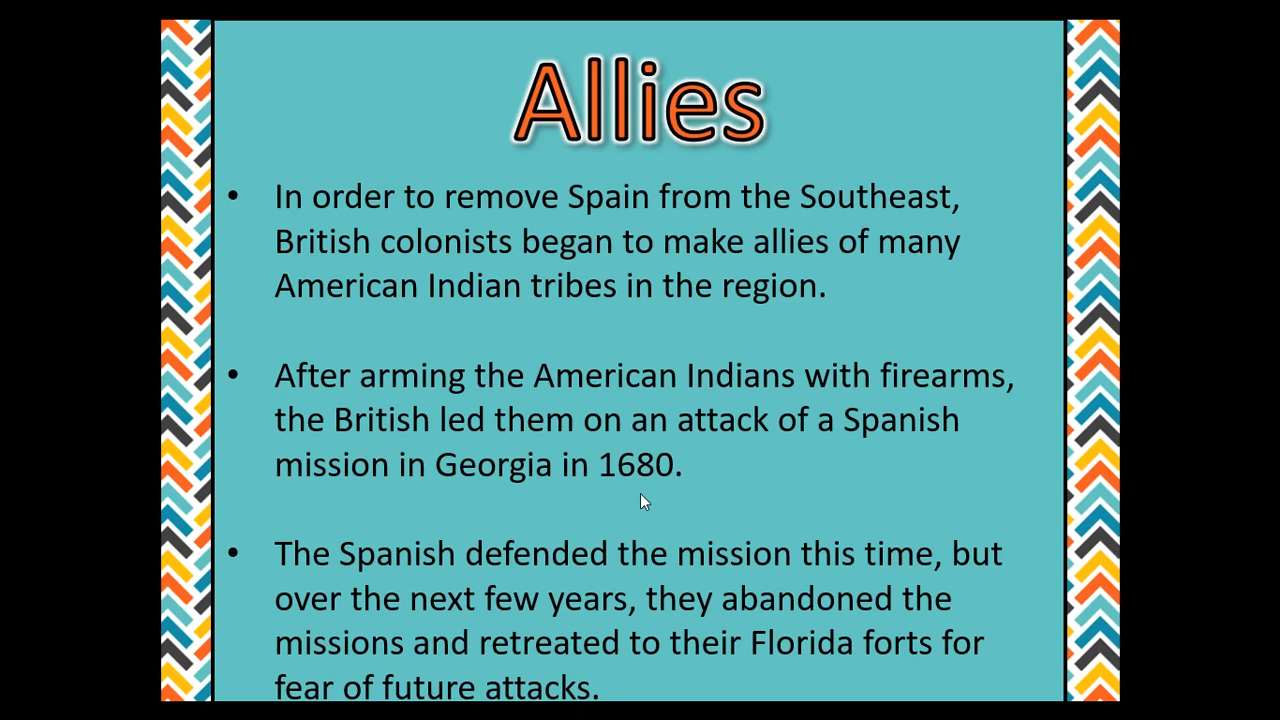 Allies
• In order to remove Spain from the Southeast,
British colonists began to make allies of many
American Indian tribes in the region.
• After arming the American Indians with firearms,
the British led them on an attack of a Spanish
mission in Georgia in 1680.
• The Spanish defended the mission this time, but
over the next few years, they abandoned the
missions and retreated to their Florida forts for
fear of future attacks.